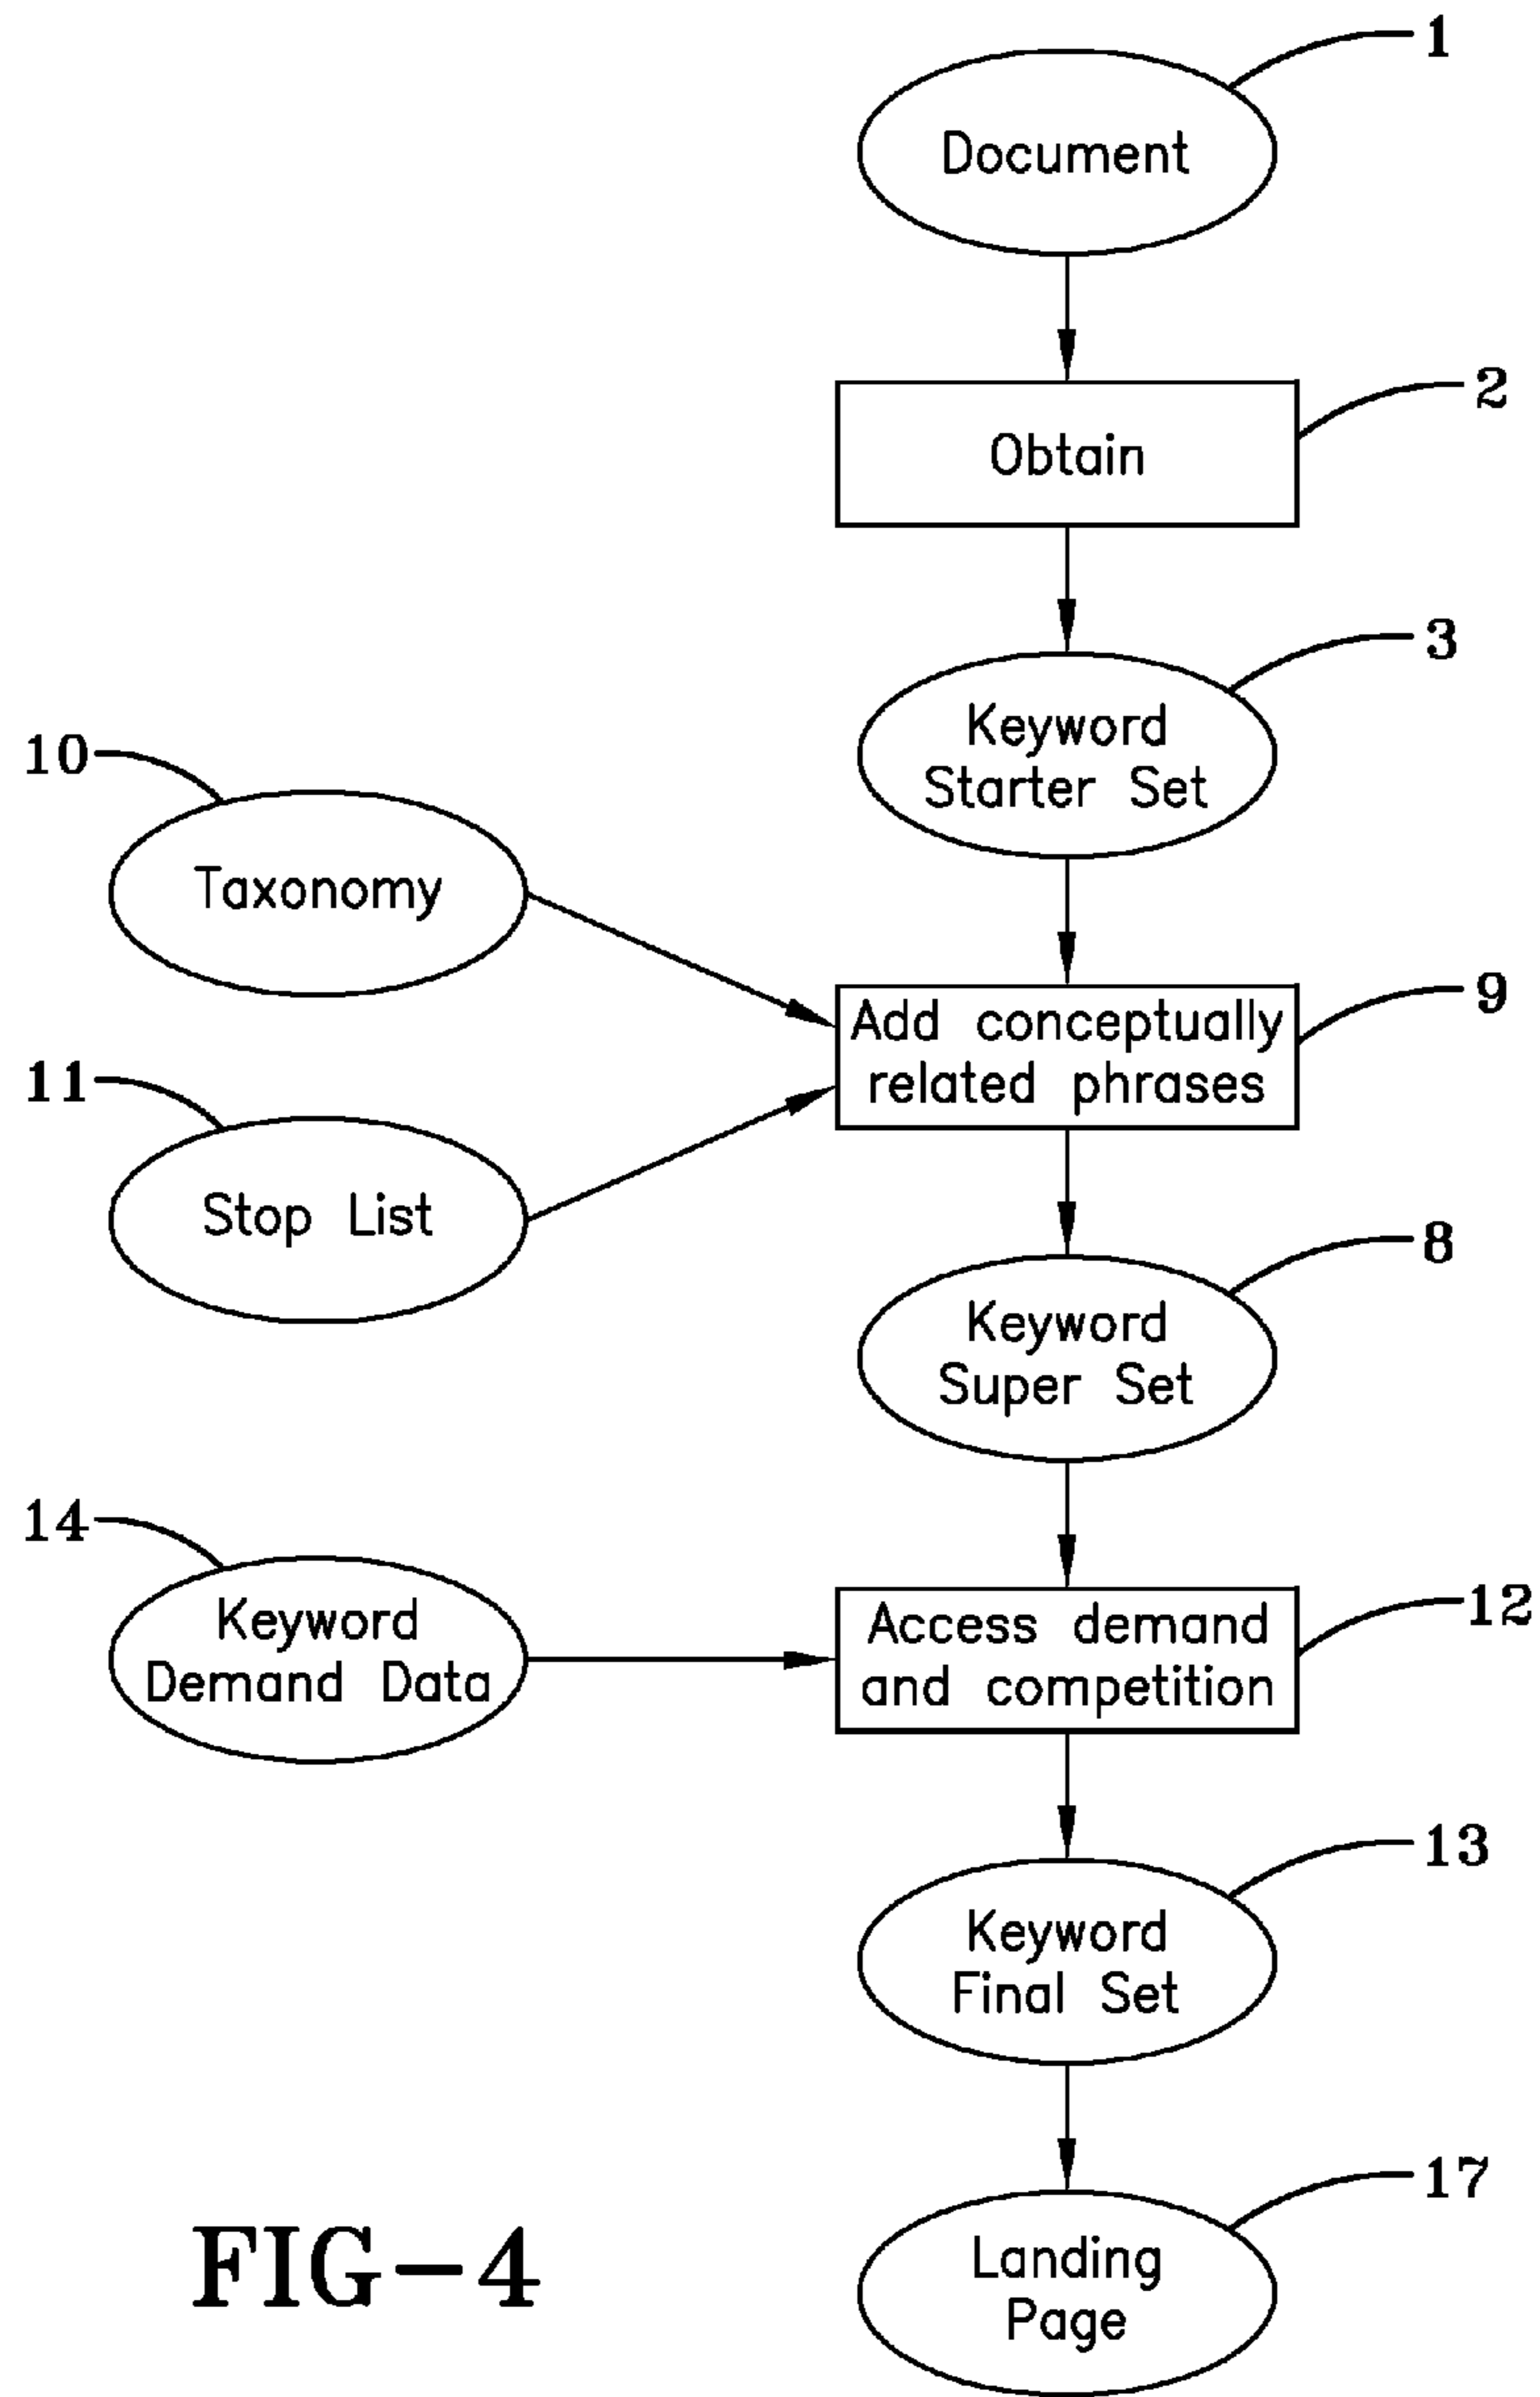 1
Document
2
Obtain
3
Keyword
Starter Set
10
Taxonomy
9
Add conceptually
related phrases
11
Stop List
8
Keyword
Super Set
14
Keyword
Demand Data
12
Access demand
and competition
13
Keyword
Final Set
17
Landing
Page
FIG-4